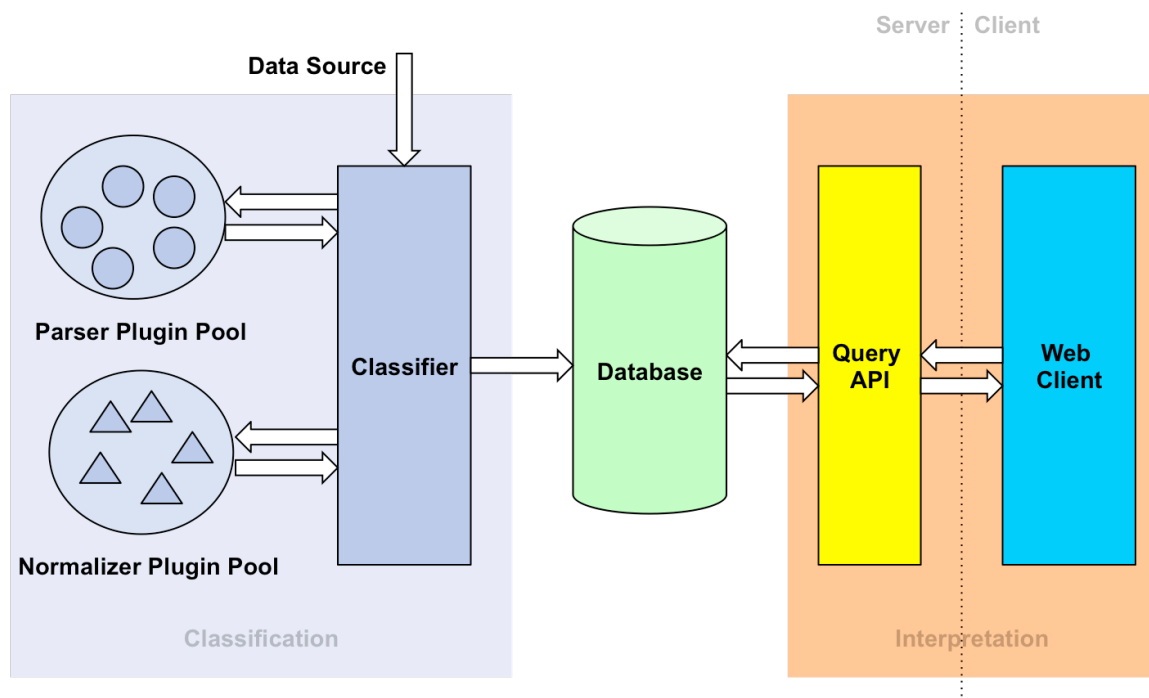 Server
Client
Data Source
Parser Plugin Pool
Classifier
Database
Query
API
Web
Client
Normalizer Plugin Pool
Classification
Interpretation